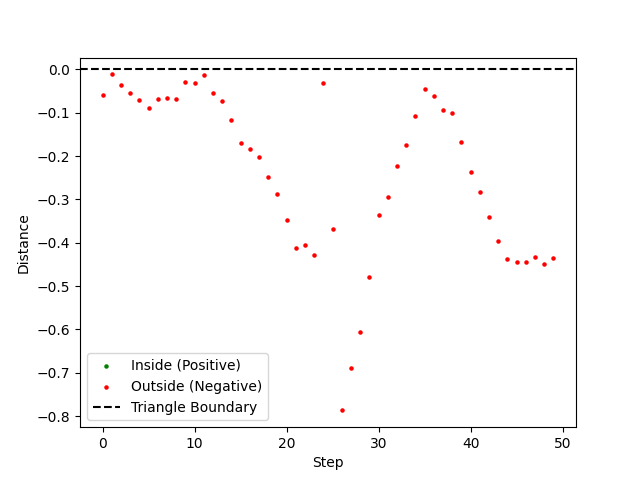 0.0
−0.1
−0.2
−0.3
−0.4
−0.5
−0.6
−0.7
−0.8
Distance
Inside (Positive)
Outside (Negative)
Triangle Boundary
0 10 20 30 40 50
Step